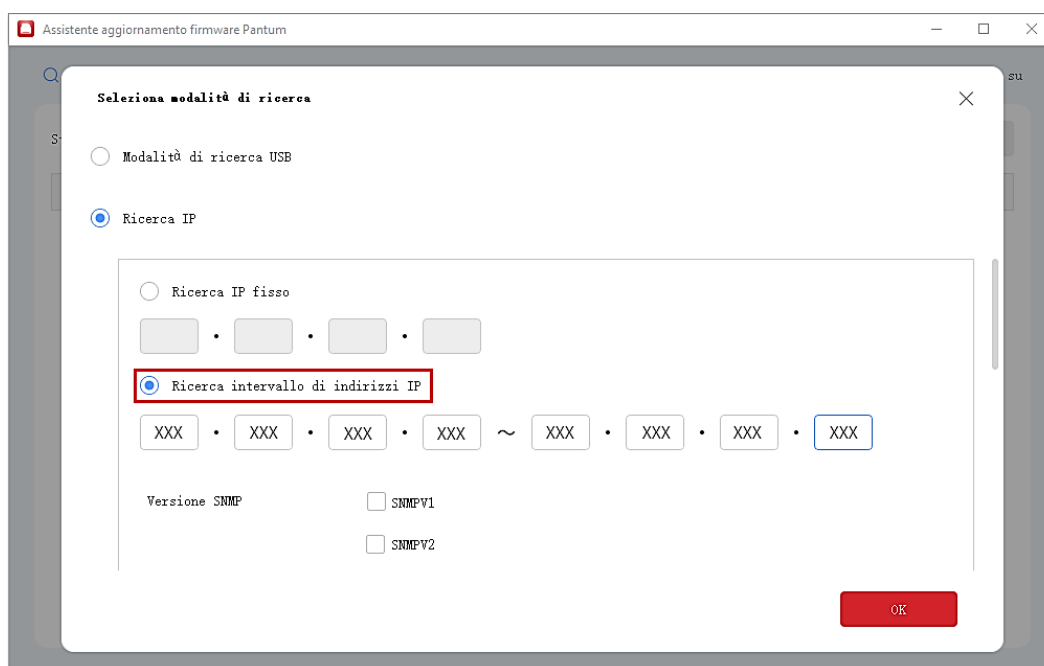 Assistente aggiornamento firmware Pantum
su
Seleziona modalità di ricerca
Modalità di ricerca USB
Ricerca IP
Ricerca IP fisso
Ricerca intervallo di indirizzi IP
XXX . XXX . XXX . XXX ~ XXX . XXX . XXX . XXX
Versione SNMP
SNMPV1
SNMPV2
OK